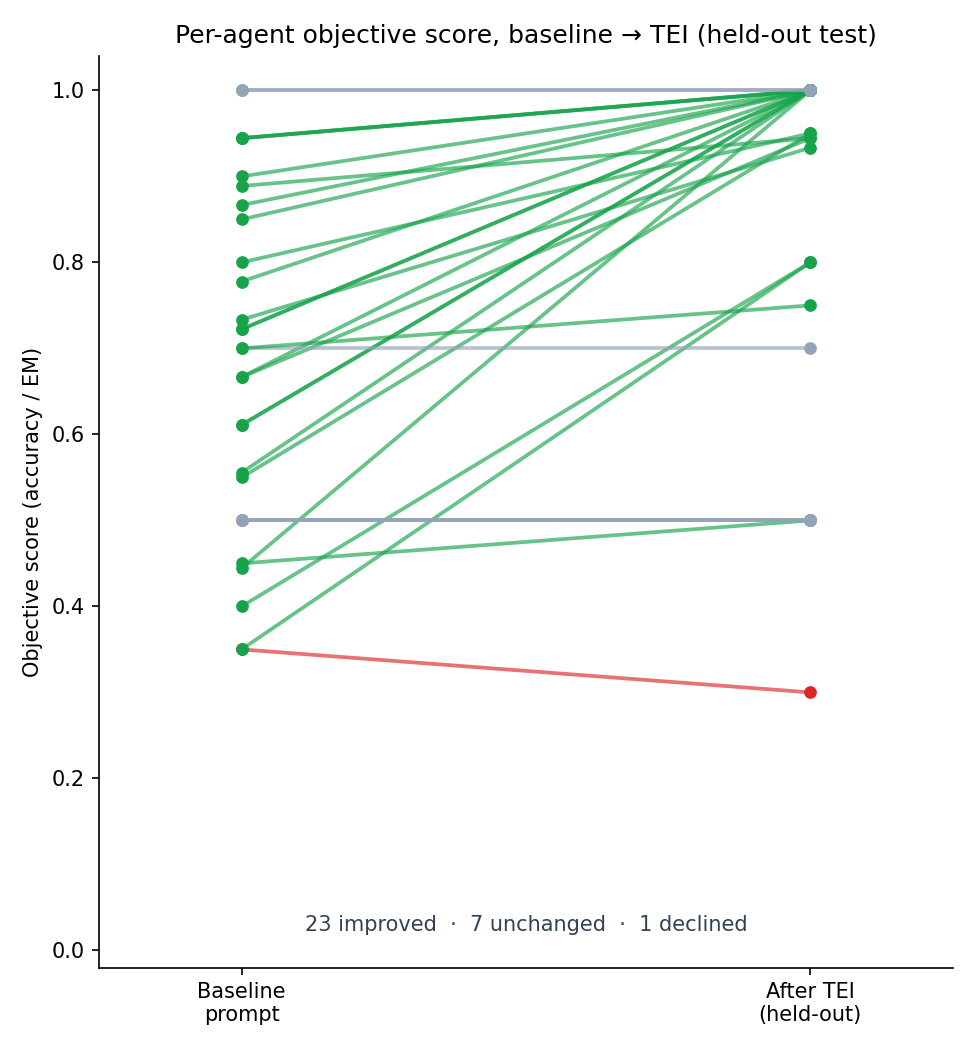 Per-agent objective score, baseline → TEI (held-out test)
Objective score (accuracy / EM)
1.0
0.8
0.6
0.4
0.2
0.0
23 improved · 7 unchanged · 1 declined
Baseline
prompt
After TEI
(held-out)